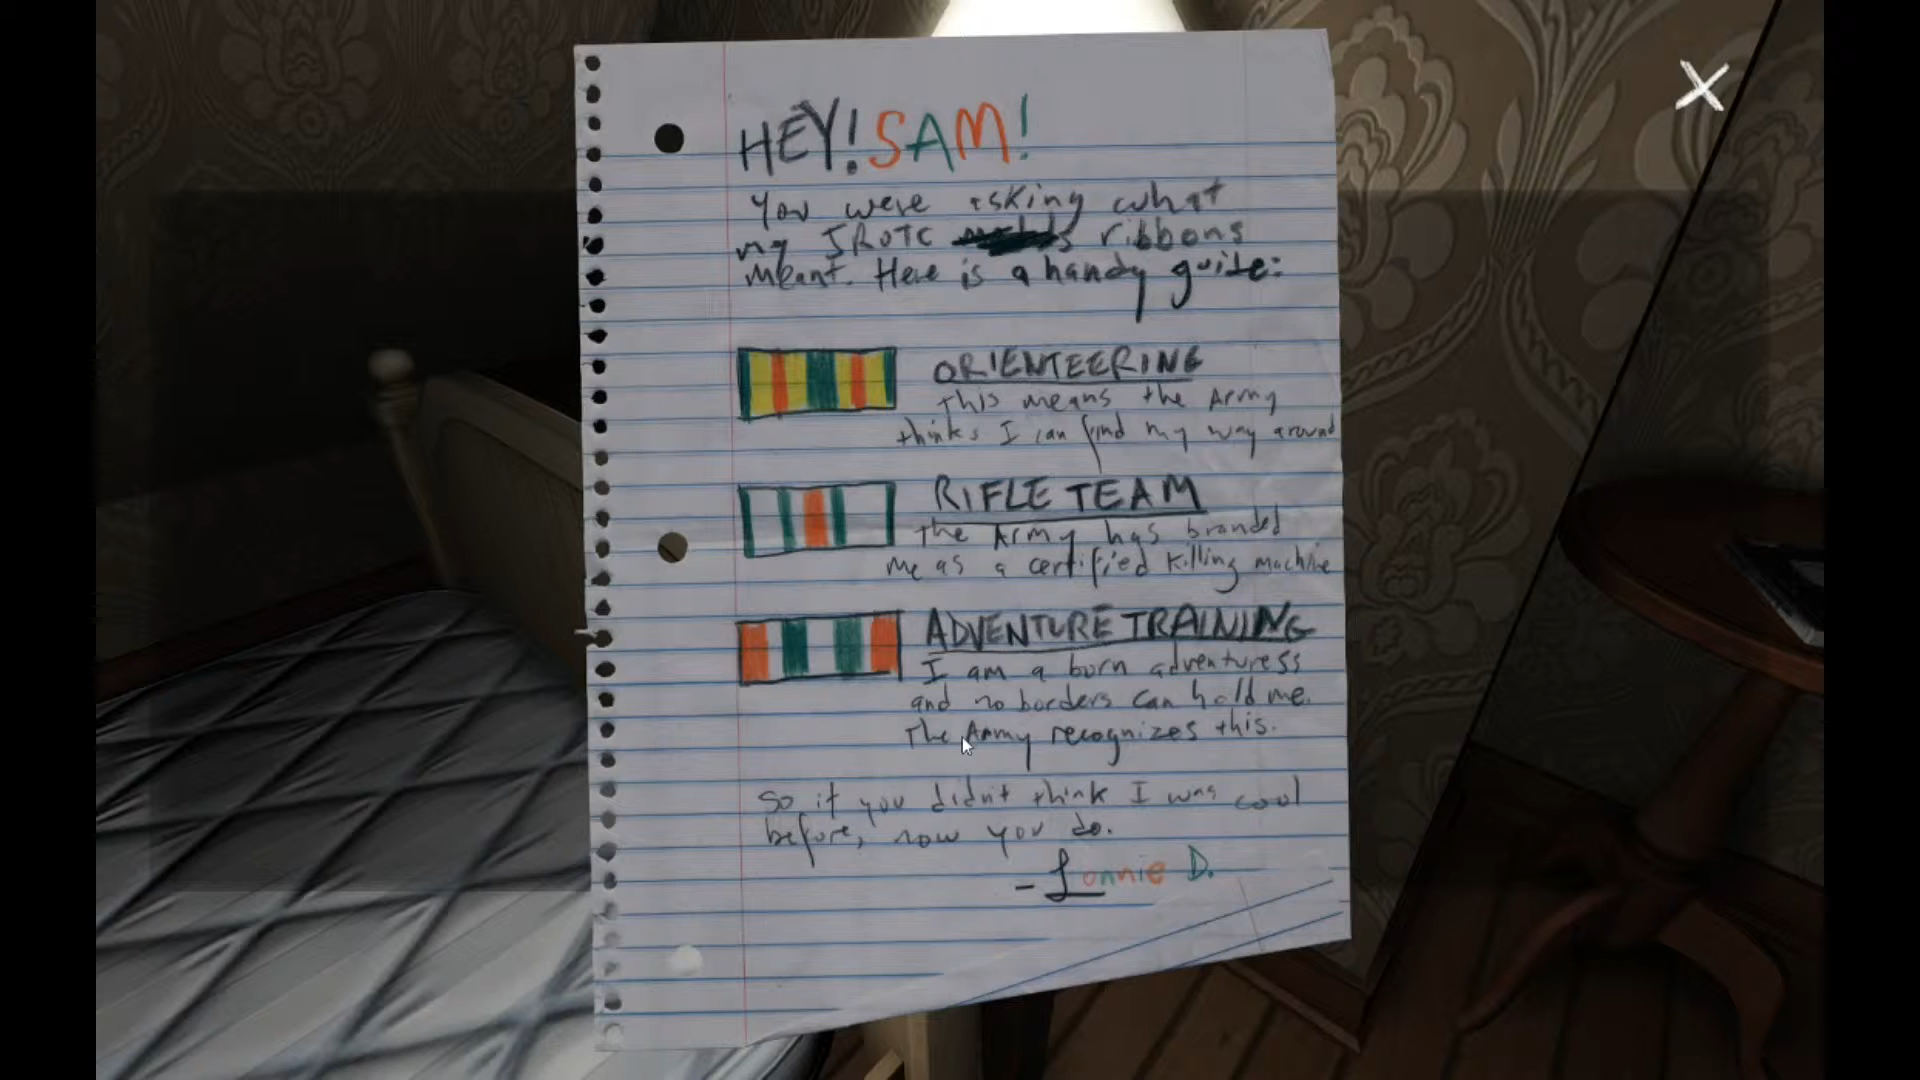 HEY! SAM!
You were asking what
my JROTC ribbons
meant. Here is a handy guide:
ORIENTEERING
This means the Army
thinks I can find my way around
RIFLE TEAM
The Army has branded
me as a certified killing machine
ADVENTURE TRAINING
I am a born adventuress
and no borders can hold me.
The Army recognizes this.
So if you didn't think I was cool
before, now you do.
- Lonnie D.